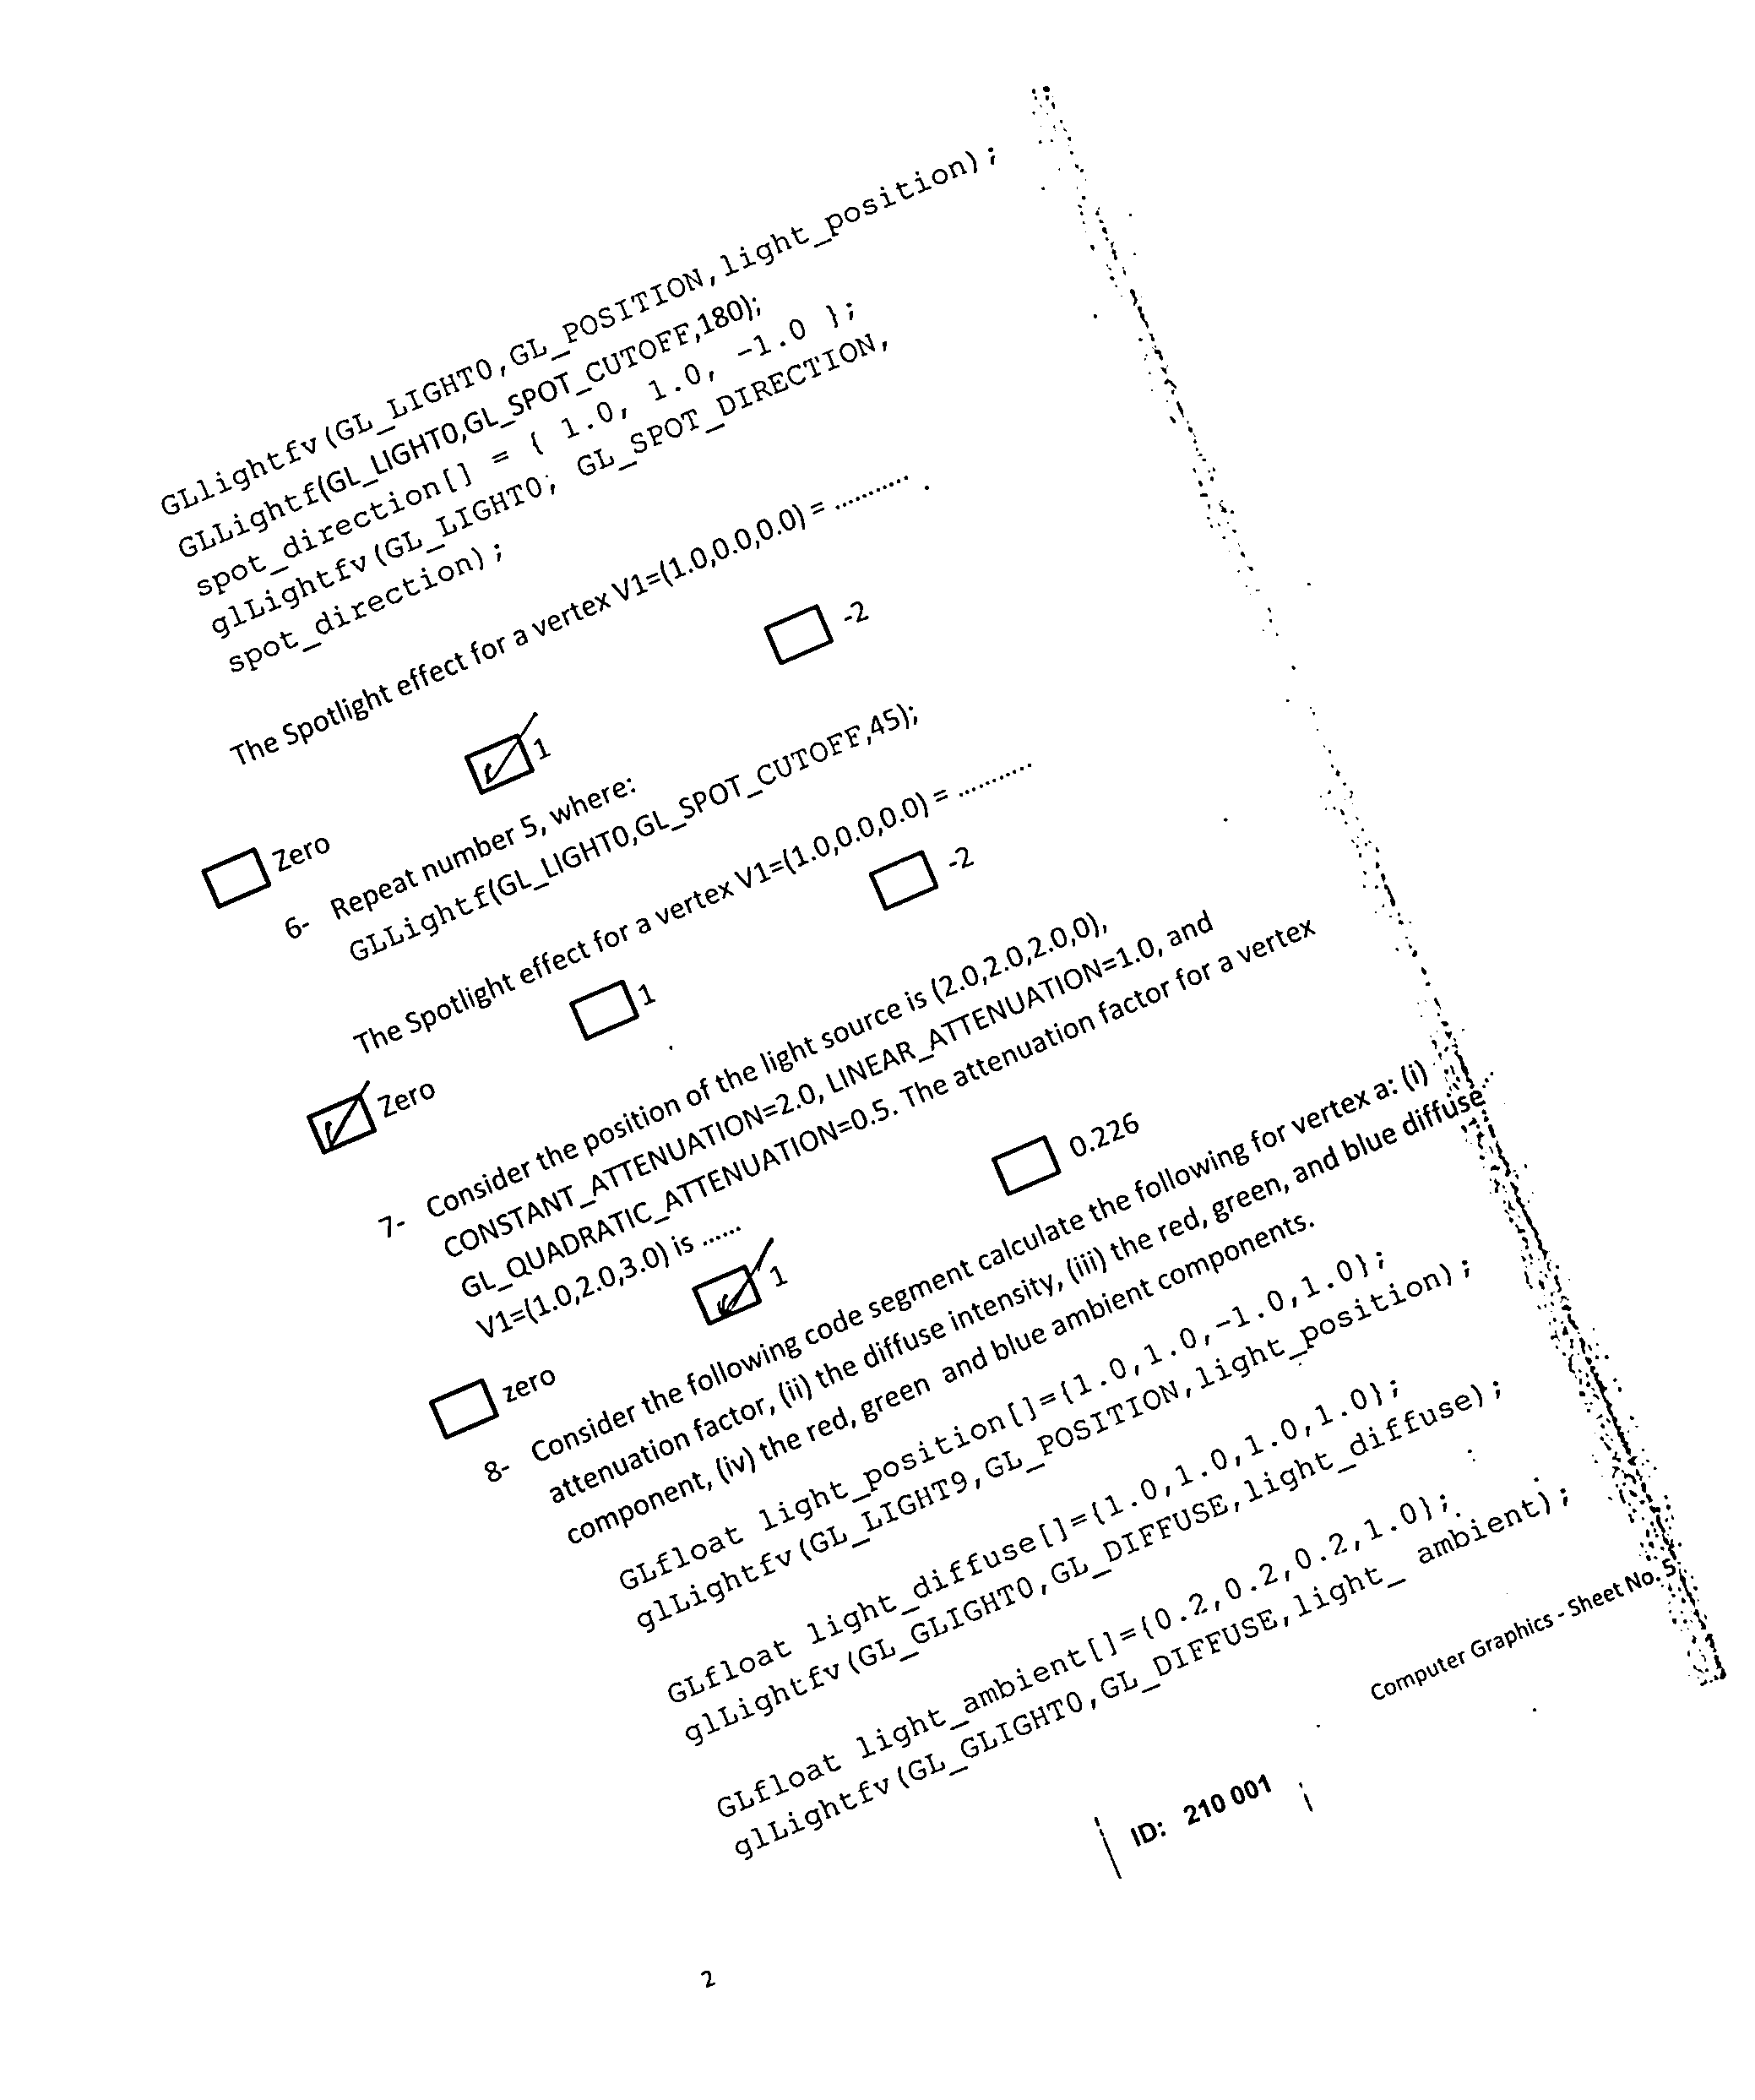 GLlightfv(GL_LIGHT0,GL_POSITION,light_position);
GLLightf(GL_LIGHT0,GL_SPOT_CUTOFF,180);
spot_direction[] = { 1.0, 1.0, -1.0 };
glLightfv(GL_LIGHT0; GL_SPOT_DIRECTION,
spot_direction);
The Spotlight effect for a vertex V1=(1.0,0.0,0.0) = ...........
Zero 1 -2
6- Repeat number 5, where:
GLLightf(GL_LIGHT0,GL_SPOT_CUTOFF,45);
The Spotlight effect for a vertex V1=(1.0,0.0,0.0) = ...........
Zero 1 -2
7- Consider the position of the light source is (2.0,2.0,2.0,0),
CONSTANT_ATTENUATION=2.0, LINEAR_ATTENUATION=1.0, and
GL_QUADRATIC_ATTENUATION=0.5. The attenuation factor for a vertex
V1=(1.0,2.0,3.0) is ......
zero 1 0.226
8- Consider the following code segment calculate the following for vertex a: (i)
attenuation factor, (ii) the diffuse intensity, (iii) the red, green, and blue diffuse
component, (iv) the red, green and blue ambient components.
GLfloat light_position[]={1.0,1.0,-1.0,1.0};
glLightfv(GL_LIGHT9,GL_POSITION,light_position);
GLfloat light_diffuse[]={1.0,1.0,1.0,1.0};
glLightfv(GL_GLIGHT0,GL_DIFFUSE,light_diffuse);
GLfloat light_ambient[]={0.2,0.2,0.2,1.0};
glLightfv(GL_GLIGHT0,GL_DIFFUSE,light_ ambient);
Computer Graphics - Sheet No. 5
ID: 210 001
2